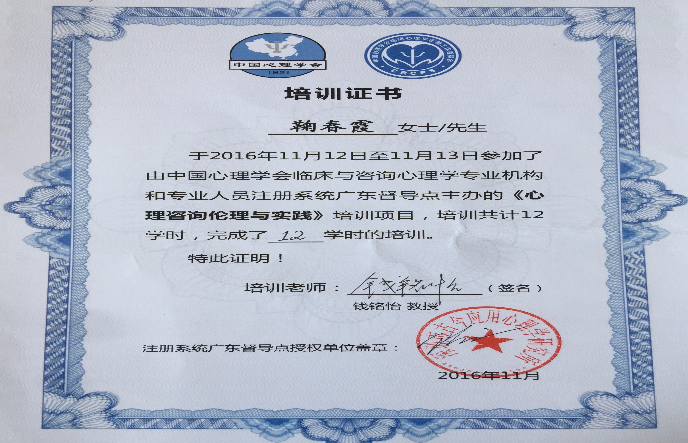 中国心理学会
1921
培训证书
鞠春霞 女士/先生
于2016年11月12日至11月13日参加了
由中国心理学会临床与咨询心理学专业机构
和专业人员注册系统广东督导点主办的《心
理咨询伦理与实践》培训项目，培训共计12
学时，完成了 12 学时的培训。
特此证明！
培训老师： （签名）
钱铭怡 教授
注册系统广东督导点授权单位盖章：
应用心理学
2016年11月